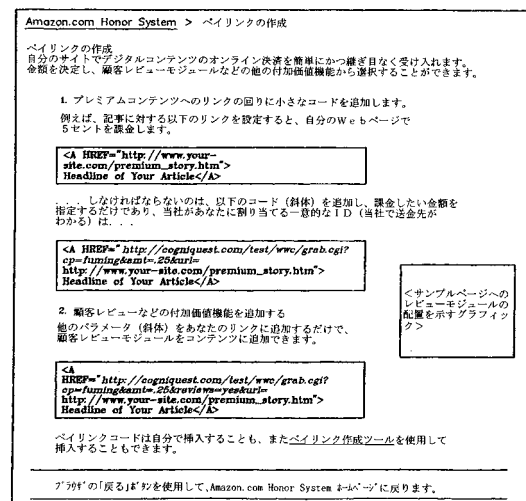 Amazon.com Honor System > ペイリンクの作成
ペイリンクの作成
自分のサイトでデジタルコンテンツのオンライン決済を簡単にかつ継ぎ目なく受け入れます。
金額を決定し、顧客レビューモジュールなどの他の付加価値機能から選択することができます。
1. プレミアムコンテンツへのリンクの回りに小さなコードを追加します。
例えば、記事に対する以下のリンクを設定すると、自分のWebページで
5セントを課金します。
<A HREF="http://www.your-
site.com/premium_story.htm">
Headline of Your Article</A>
. . . しなければならないのは、以下のコード（斜体）を追加し、課金したい金額を
指定するだけであり、当社があなたに割り当てる一意的なID（当社で送金先が
わかる）は. . .
<A HREF="http://cogniquest.com/test/wwc/grab.cgi?
cp=fuming&amt=.25&url=
http://www.your-site.com/premium_story.htm">
Headline of Your Article</A>
2. 顧客レビューなどの付加価値機能を追加する
他のパラメータ（斜体）をあなたのリンクに追加するだけで、
顧客レビューモジュールをコンテンツに追加できます。
<A
HREF="http://cogniquest.com/test/wwc/grab.cgi?
cp=fuming&amt=.25&reviews=yes&url=
http://www.your-site.com/premium_story.htm">
Headline of Your Article</A>
<サンプルページへの
レビューモジュールの
配置を示すグラフィッ
ク>
ペイリンクコードは自分で挿入することも、またペイリンク作成ツールを使用して
挿入することもできます。
ブラウザの「戻る」ボタンを使用して、Amazon.com Honor System ホームページに戻ります。